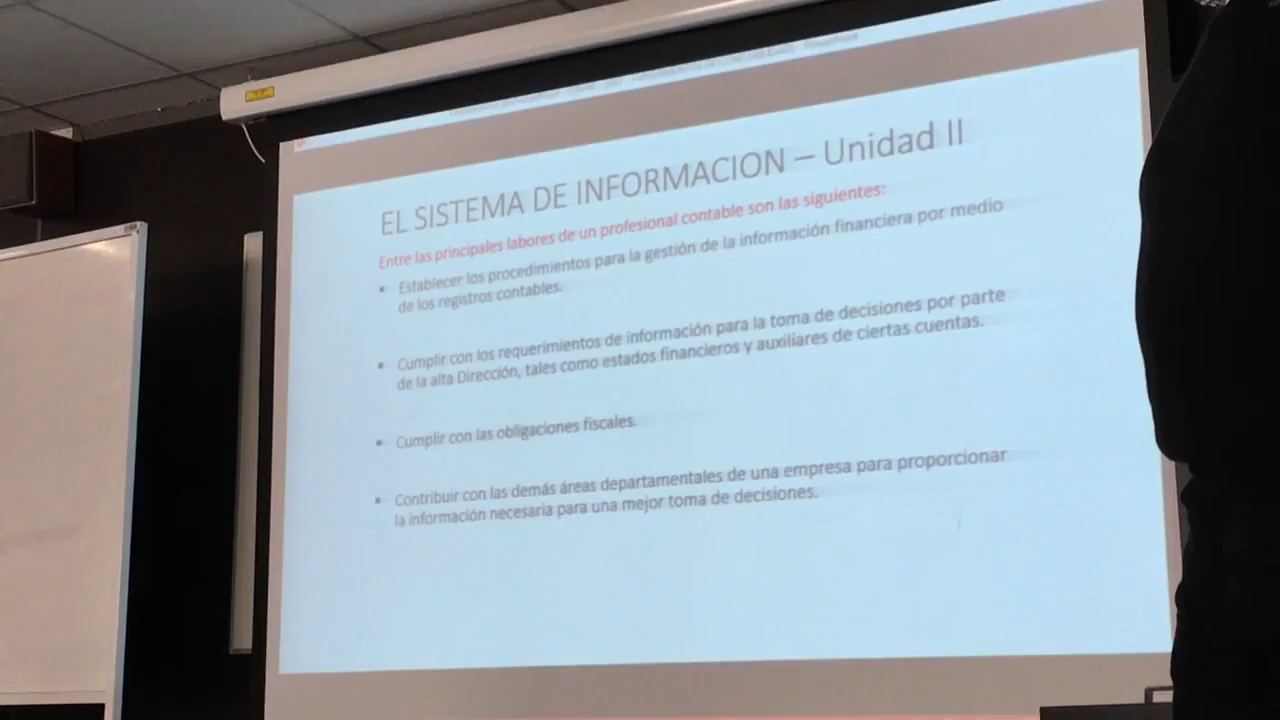 EL SISTEMA DE INFORMACION – Unidad II
Entre las principales labores de un profesional contable son las siguientes:
▪ Establecer los procedimientos para la gestión de la información financiera por medio
de los registros contables.
▪ Cumplir con los requerimientos de información para la toma de decisiones por parte
de la alta Dirección, tales como estados financieros y auxiliares de ciertas cuentas.
▪ Cumplir con las obligaciones fiscales.
▪ Contribuir con las demás áreas departamentales de una empresa para proporcionar
la información necesaria para una mejor toma de decisiones.